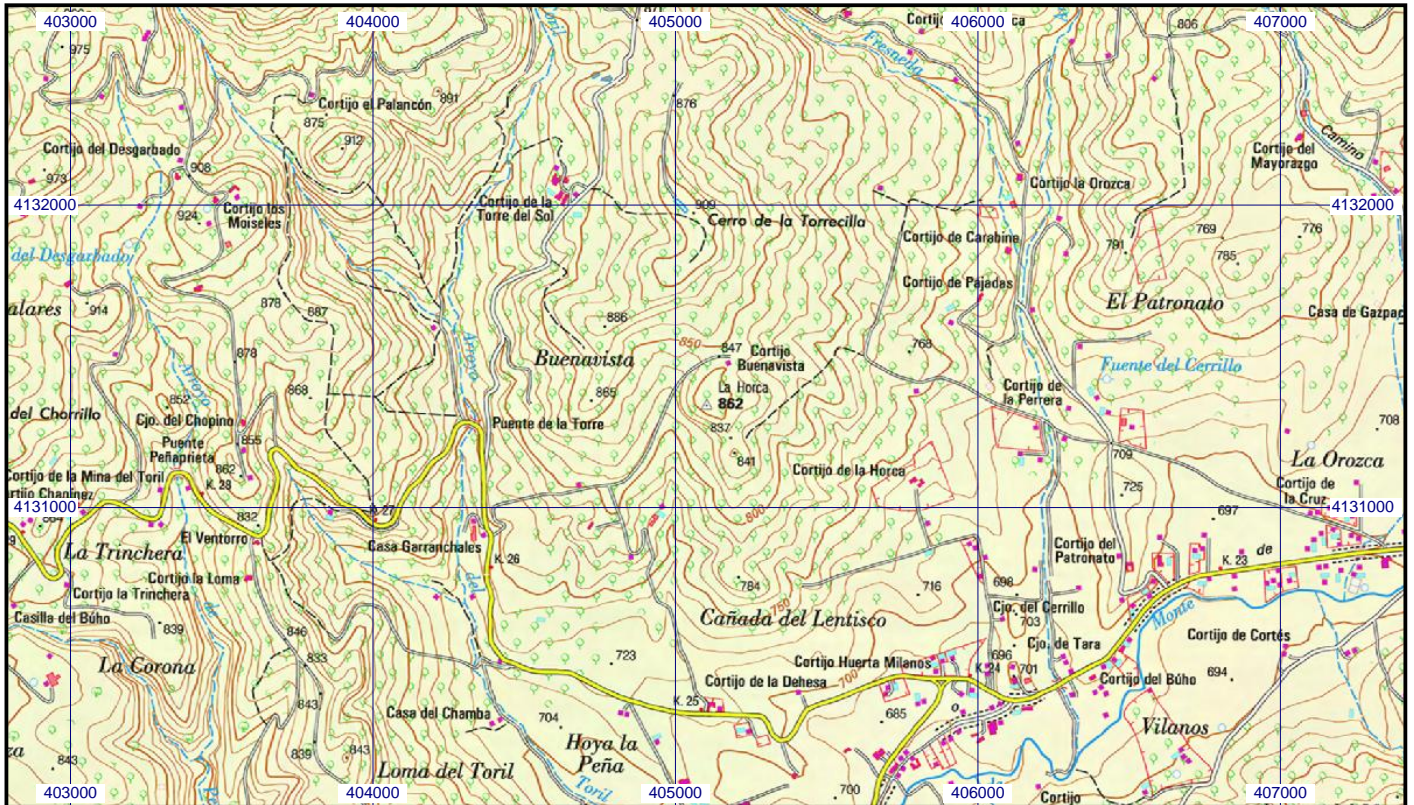 403000
404000
405000
406000
407000
975
806
Fresneda
891
876
Cortijo el Palancón
875
912
Camino
Cortijo del Desgarbado
908
Cortijo del
Mayorazgo
973
Cortijo la Orozca
4132000
4132000
Cortijo de la
Torre del Sol
909
924
Cortijo los
Moiseles
Cerro de la Torrecilla
769
776
Cortijo de Carabine
791
785
del Desgarbado
878
887
Cortijo de Pajadas
El Patronato
914
alares
Casa de Gazpac
886
Arroyo
878
768
850
847
Cortijo
Buenavista
Buenavista
Fuente del Cerrillo
Arroyo
868
865
La Horca
862
Cortijo de
la Perrera
852
del Chorrillo
Cjo. del Chopino
Puente de la Torre
837
708
855
Puente
Peñaprieta
841
709
862
Cortijo de la Mina del Toril
Cortijo de la Horca
La Orozca
K. 28
725
Cortijo de
la Cruz
4131000
4131000
27
800
697
832
El Ventorro
La Trinchera
Casa Garranchales
K. 26
Cortijo del
Patronato
de
K. 23
Cortijo la Loma
784
716
698
Cortijo la Trinchera
del
750
Cjo. del Cerrillo
703
Casilla del Búho
de
839
Cañada del Lentisco
Monte
846
Cjo. de Tara
Cortijo de Cortés
La Corona
833
723
Cortijo Huerta Milanos
696
K. 24
701
694
Cortijo de la Dehesa
700
Cortijo del Búho
843
K. 25
Casa del Chamba
704
685
o
Vilanos
Hoya la
Peña
839
843
843
za
Loma del Toril
Toril
700
Cortijo
403000
404000
405000
406000
407000